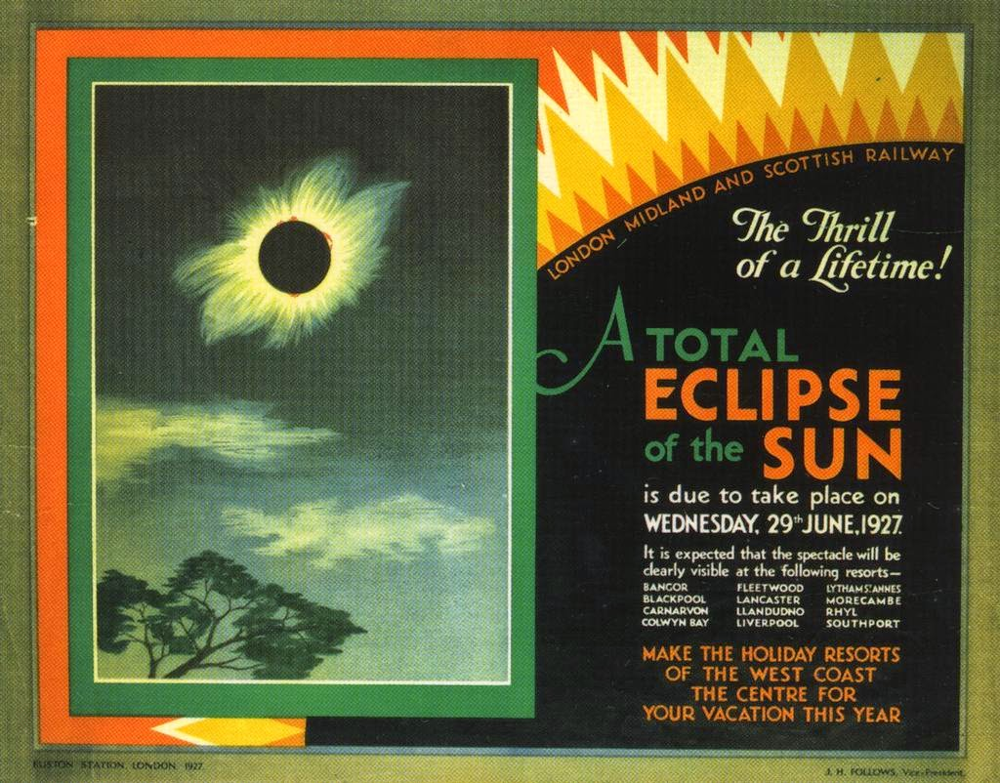 LONDON MIDLAND AND SCOTTISH RAILWAY
The Thrill
of a Lifetime!
A TOTAL
ECLIPSE
of the SUN
is due to take place on
WEDNESDAY, 29th JUNE, 1927.
It is expected that the spectacle will be
clearly visible at the following resorts—
BANGOR FLEETWOOD LYTHAM ST. ANNES
BLACKPOOL LANCASTER MORECAMBE
CARNARVON LLANDUDNO RHYL
COLWYN BAY LIVERPOOL SOUTHPORT
MAKE THE HOLIDAY RESORTS
OF THE WEST COAST
THE CENTRE FOR
YOUR VACATION THIS YEAR
EUSTON STATION, LONDON, 1927.
J. H. FOLLOWS, Vice-President.